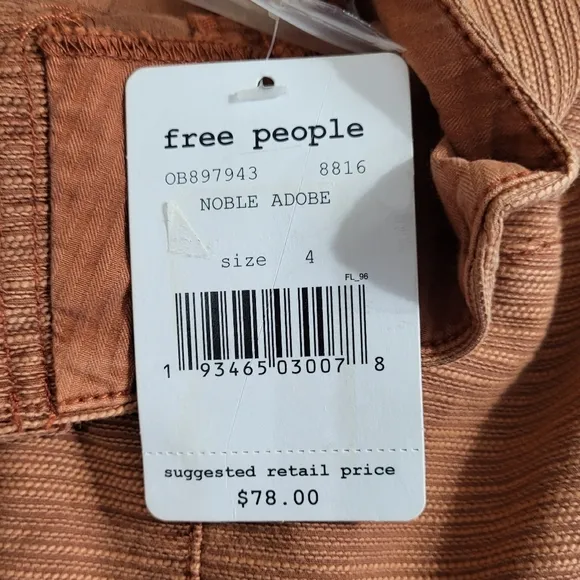 free people
OB897943 8816
NOBLE ADOBE
size 4
FL_96
1 93465 03007 8
suggested retail price
$78.00